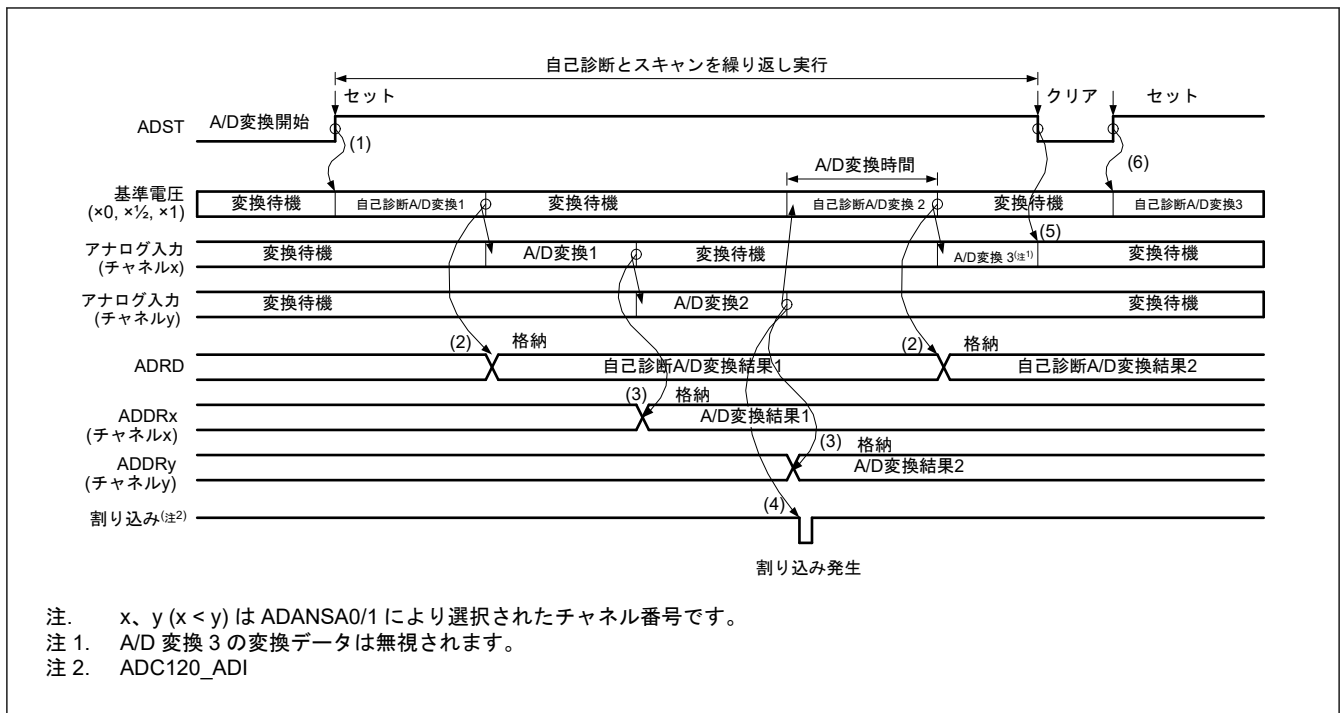 自己診断とスキャンを繰り返し実行
セット
クリア
セット
ADST
A/D変換開始
(1)
(6)
A/D変換時間
基準電圧
(×0, ×½, ×1)
変換待機
自己診断A/D変換1
変換待機
自己診断A/D変換 2
変換待機
自己診断A/D変換3
(5)
アナログ入力
(チャネルx)
変換待機
A/D変換1
変換待機
A/D変換 3(注1)
変換待機
アナログ入力
(チャネルy)
変換待機
A/D変換2
変換待機
(2)
格納
(2)
格納
ADRD
自己診断A/D変換結果1
自己診断A/D変換結果2
(3)
格納
ADDRx
(チャネルx)
A/D変換結果1
(3)
格納
ADDRy
(チャネルy)
A/D変換結果2
(4)
割り込み(注2)
割り込み発生
注. x、y (x < y) は ADANSA0/1 により選択されたチャネル番号です。
注 1. A/D 変換 3 の変換データは無視されます。
注 2. ADC120_ADI